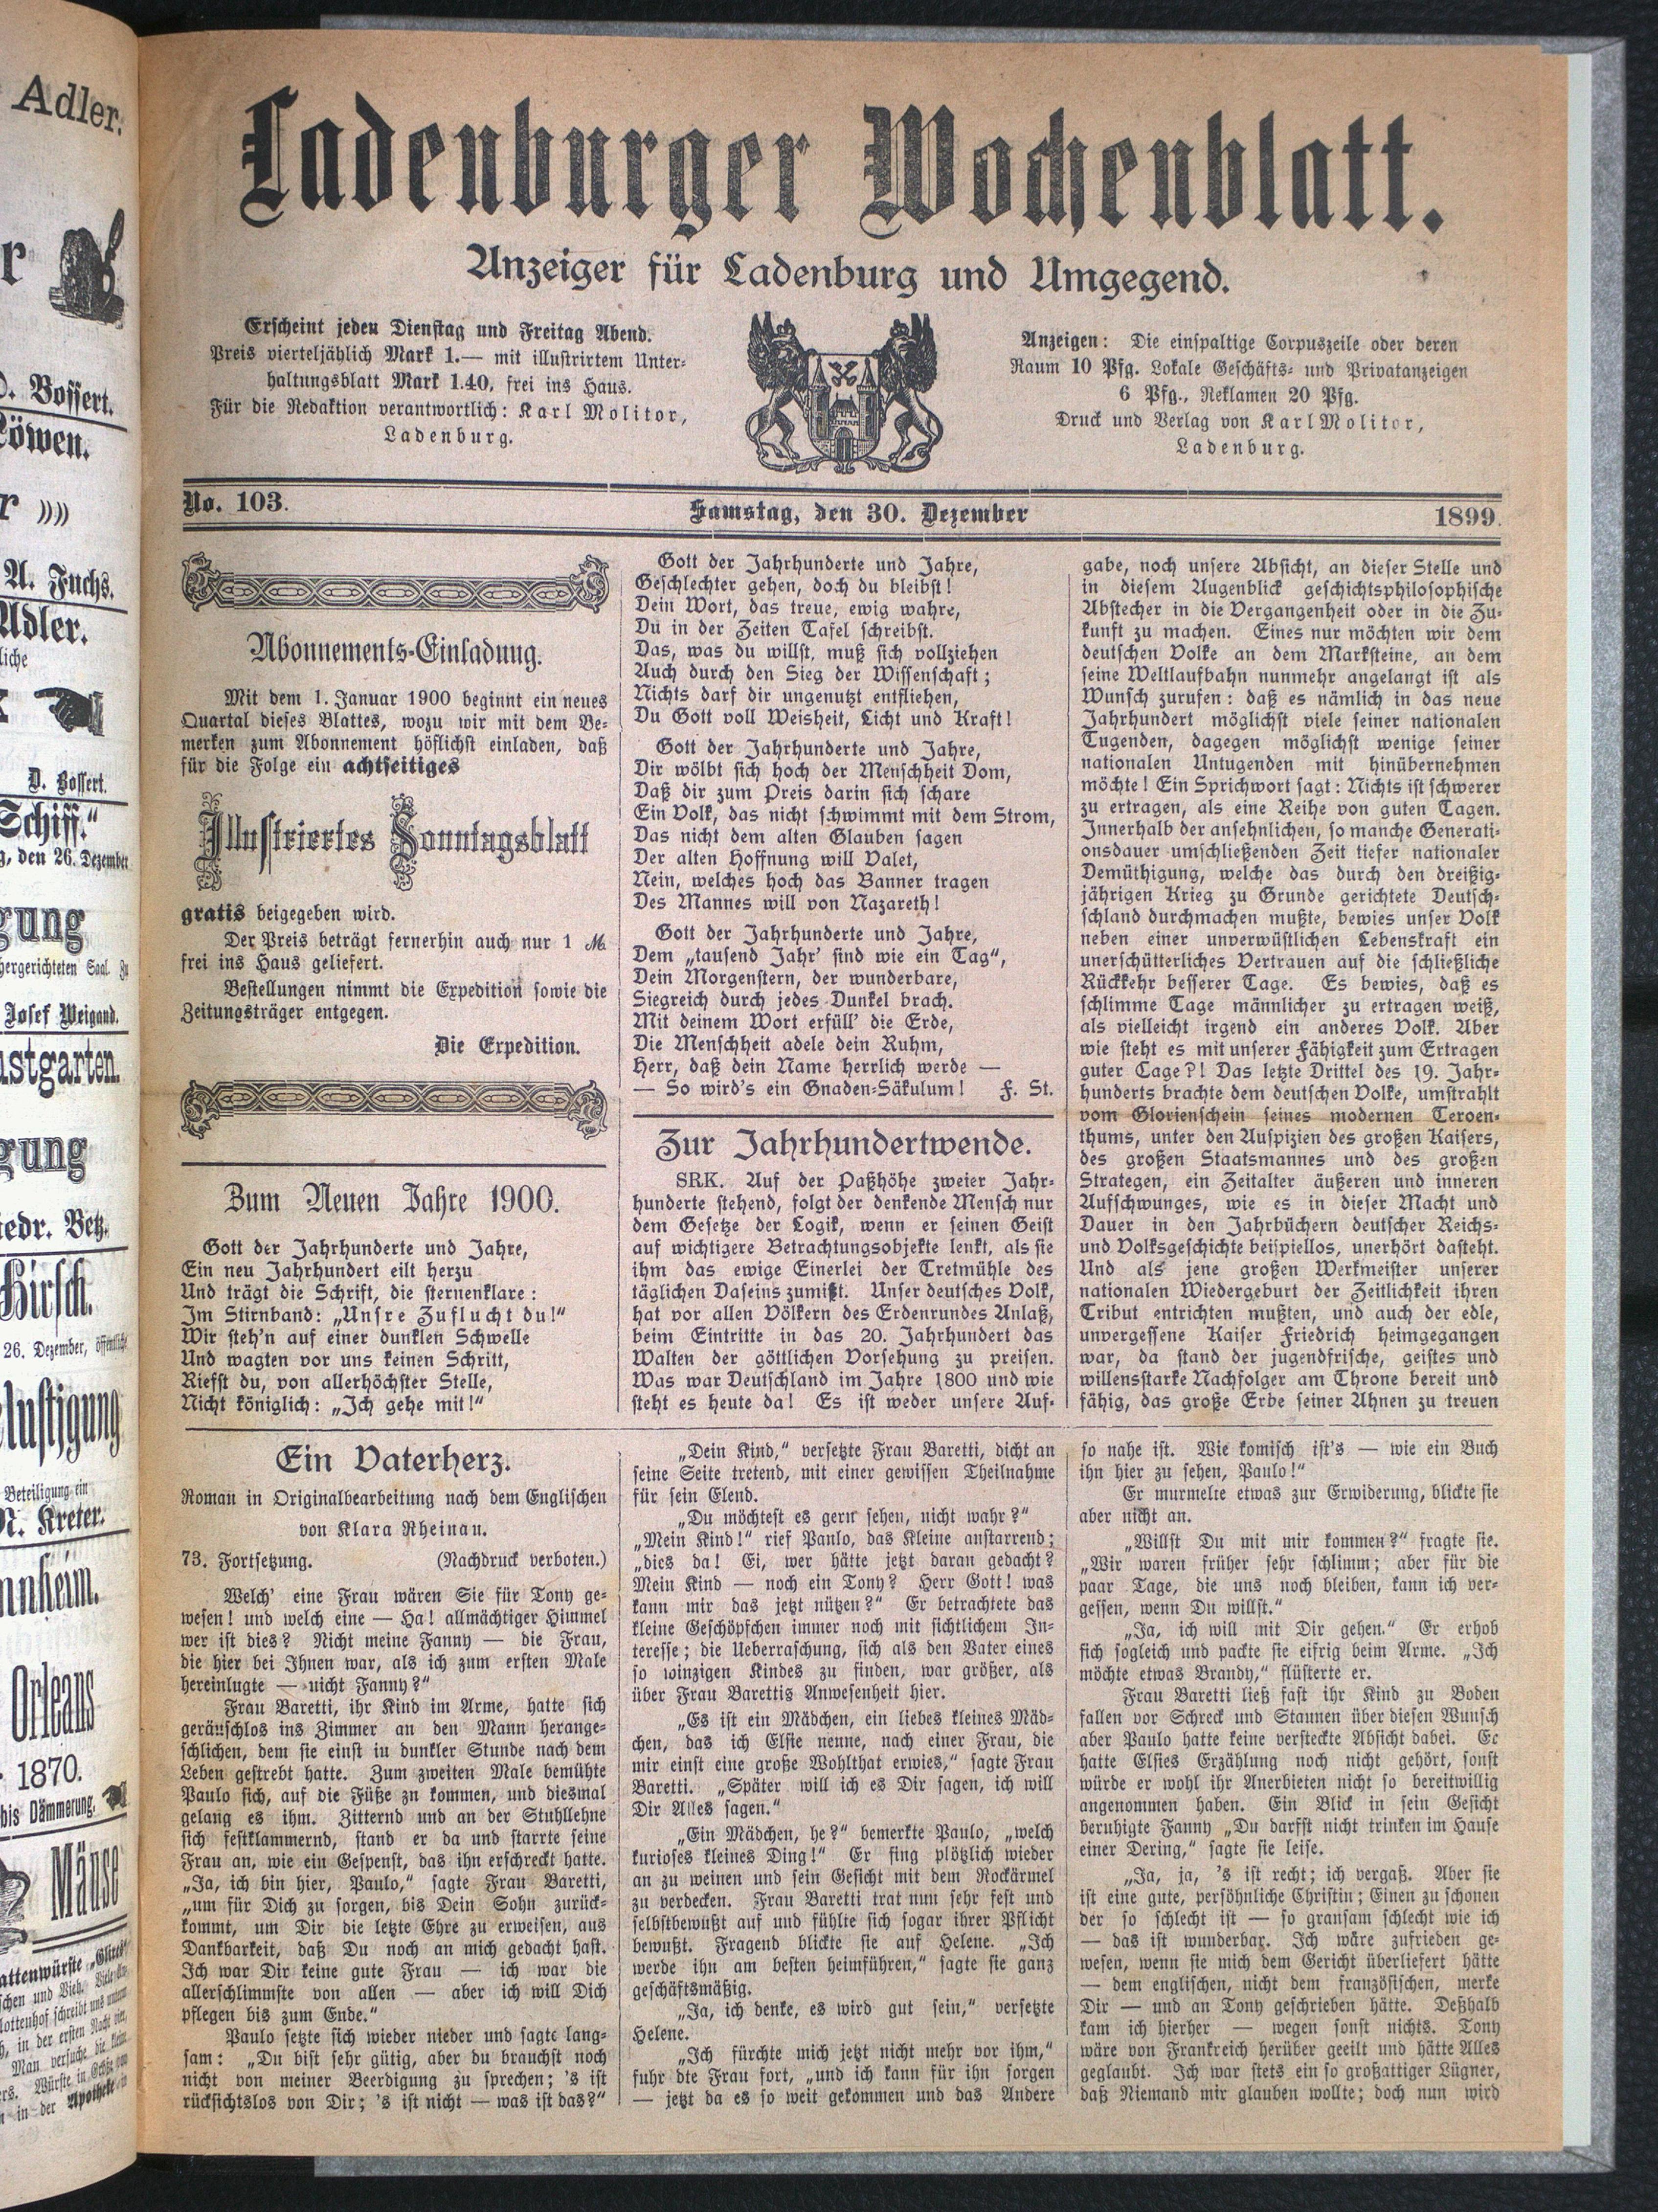 Adler.
r
D. Bossert.
Löwen.
A. Fuchs.
Adler.
liche
D. Bossert.
Schiff."
g, den 26. Dezember
gung
hergerichteten Saal.
Josef Weigand.
astgarten.
gung
iedr. Betz.
Hirsch.
26. Dezember,
elustigung
Beteiligung ein
N. Kreter.
nnheim.
Orleans
1870.
bis Dämmerung.
Mäuse
Ladenburger Wochenblatt.
Anzeiger für Ladenburg und Umgegend.
Erscheint jeden Dienstag und Freitag Abend.
Preis vierteljährlich Mark 1.— mit illustrirtem Unter-
haltungsblatt Mark 1.40, frei ins Haus.
Für die Redaktion verantwortlich: Karl Molitor,
Ladenburg.
Anzeigen: Die einspaltige Corpuszeile oder deren
Raum 10 Pfg. Lokale Geschäfts- und Privatanzeigen
6 Pfg., Reklamen 20 Pfg.
Druck und Verlag von Karl Molitor,
Ladenburg.
No. 103.
Samstag, den 30. Dezember
1899.
Abonnements-Einladung.
Mit dem 1. Januar 1900 beginnt ein neues
Quartal dieses Blattes, wozu wir mit dem Be-
merken zum Abonnement höflichst einladen, daß
für die Folge ein achtseitiges
Illustriertes Sonntagsblatt
gratis beigegeben wird.
Der Preis beträgt fernerhin auch nur 1 M.
frei ins Haus geliefert.
Bestellungen nimmt die Expedition sowie die
Zeitungsträger entgegen.
Die Expedition.
Zum Neuen Jahre 1900.
Gott der Jahrhunderte und Jahre,
Ein neu Jahrhundert eilt herzu
Und trägt die Schrift, die sternenklare:
Im Stirnband: „Unsre Zuflucht du!"
Wir steh'n auf einer dunklen Schwelle
Und wagten vor uns keinen Schritt,
Riefst du, von allerhöchster Stelle,
Nicht königlich: „Ich gehe mit!"
Gott der Jahrhunderte und Jahre,
Geschlechter gehen, doch du bleibst!
Dein Wort, das treue, ewig wahre,
Du in der Zeiten Tafel schreibst.
Das, was du willst, muß sich vollziehen
Auch durch den Sieg der Wissenschaft;
Nichts darf dir ungenutzt entfliehen,
Du Gott voll Weisheit, Licht und Kraft!
Gott der Jahrhunderte und Jahre,
Dir wölbt sich hoch der Menschheit Dom,
Daß dir zum Preis darin sich schare
Ein Volk, das nicht schwimmt mit dem Strom,
Das nicht dem alten Glauben sagen
Der alten Hoffnung will Valet,
Nein, welches hoch das Banner tragen
Des Mannes will von Nazareth!
Gott der Jahrhunderte und Jahre,
Dem „tausend Jahr' sind wie ein Tag",
Dein Morgenstern, der wunderbare,
Siegreich durch jedes Dunkel brach.
Mit deinem Wort erfüll' die Erde,
Die Menschheit adele dein Ruhm,
Herr, daß dein Name herrlich werde —
— So wird's ein Gnaden-Säkulum! F. St.
Zur Jahrhundertwende.
SRK. Auf der Paßhöhe zweier Jahr-
hunderte stehend, folgt der denkende Mensch nur
dem Gesetze der Logik, wenn er seinen Geist
auf wichtigere Betrachtungsobjekte lenkt, als sie
ihm das ewige Einerlei der Tretmühle des
täglichen Daseins zumißt. Unser deutsches Volk,
hat vor allen Völkern des Erdenrundes Anlaß,
beim Eintritte in das 20. Jahrhundert das
Walten der göttlichen Vorsehung zu preisen.
Was war Deutschland im Jahre 1800 und wie
steht es heute da! Es ist weder unsere Auf-
gabe, noch unsere Absicht, an dieser Stelle und
in diesem Augenblick geschichtsphilosophische
Abstecher in die Vergangenheit oder in die Zu-
kunft zu machen. Eines nur möchten wir dem
deutschen Volke an dem Marksteine, an dem
seine Weltlaufbahn nunmehr angelangt ist als
Wunsch zurufen: daß es nämlich in das neue
Jahrhundert möglichst viele seiner nationalen
Tugenden, dagegen möglichst wenige seiner
nationalen Untugenden mit hinübernehmen
möchte! Ein Sprichwort sagt: Nichts ist schwerer
zu ertragen, als eine Reihe von guten Tagen.
Innerhalb der ansehnlichen, so manche Generati-
onsdauer umschließenden Zeit tiefer nationaler
Demüthigung, welche das durch den dreißig-
jährigen Krieg zu Grunde gerichtete Deutsch-
schland durchmachen mußte, bewies unser Volk
neben einer unverwüstlichen Lebenskraft ein
unerschütterliches Vertrauen auf die schließliche
Rückkehr besserer Tage. Es bewies, daß es
schlimme Tage männlicher zu ertragen weiß,
als vielleicht irgend ein anderes Volk. Aber
wie steht es mit unserer Fähigkeit zum Ertragen
guter Tage?! Das letzte Drittel des 19. Jahr-
hunderts brachte dem deutschen Volke, umstrahlt
vom Glorienschein seines modernen Teroen-
thums, unter den Auspizien des großen Kaisers,
des großen Staatsmannes und des großen
Strategen, ein Zeitalter äußeren und inneren
Aufschwunges, wie es in dieser Macht und
Dauer in den Jahrbüchern deutscher Reichs-
und Volksgeschichte beispiellos, unerhört dasteht.
Und als jene großen Werkmeister unserer
nationalen Wiedergeburt der Zeitlichkeit ihren
Tribut entrichten mußten, und auch der edle,
unvergessene Kaiser Friedrich heimgegangen
war, da stand der jugendfrische, geistes und
willensstarke Nachfolger am Throne bereit und
fähig, das große Erbe seiner Ahnen zu treuen
Ein Vaterherz.
Roman in Originalbearbeitung nach dem Englischen
von Klara Rheinau.
73. Fortsetzung. (Nachdruck verboten.)
Welch' eine Frau wären Sie für Tony ge-
wesen! und welch eine — Ha! allmächtiger Himmel
wer ist dies? Nicht meine Fanny — die Frau,
die hier bei Ihnen war, als ich zum ersten Male
hereinlugte — nicht Fanny?"
Frau Baretti, ihr Kind im Arme, hatte sich
geräuschlos ins Zimmer an den Mann herange-
schlichen, dem sie einst in dunkler Stunde nach dem
Leben gestrebt hatte. Zum zweiten Male bemühte
Paulo sich, auf die Füße zu kommen, und diesmal
gelang es ihm. Zitternd und an der Stuhllehne
sich festklammernd, stand er da und starrte seine
Frau an, wie ein Gespenst, das ihn erschreckt hatte.
„Ja, ich bin hier, Paulo," sagte Frau Baretti,
„um für Dich zu sorgen, bis Dein Sohn zurück-
kommt, um Dir die letzte Ehre zu erweisen, aus
Dankbarkeit, daß Du noch an mich gedacht hast.
Ich war Dir keine gute Frau — ich war die
allerschlimmste von allen — aber ich will Dich
pflegen bis zum Ende."
Paulo setzte sich wieder nieder und sagte lang-
sam: „Du bist sehr gütig, aber du brauchst noch
nicht von meiner Beerdigung zu sprechen; 's ist
rücksichtslos von Dir; 's ist nicht — was ist das?"
„Dein Kind," versetzte Frau Baretti, dicht an
seine Seite tretend, mit einer gewissen Theilnahme
für sein Elend.
„Du möchtest es gern sehen, nicht wahr?"
„Mein Kind!" rief Paulo, das Kleine anstarrend;
„dies da! Ei, wer hätte jetzt daran gedacht?
Mein Kind — noch ein Tony? Herr Gott! was
kann mir das jetzt nützen?" Er betrachtete das
kleine Geschöpfchen immer noch mit sichtlichem In-
teresse; die Ueberraschung, sich als den Vater eines
so winzigen Kindes zu finden, war größer, als
über Frau Barettis Anwesenheit hier.
„Es ist ein Mädchen, ein liebes kleines Mäd-
chen, das ich Elsie nenne, nach einer Frau, die
mir einst eine große Wohlthat erwies," sagte Frau
Baretti. „Später will ich es Dir sagen, ich will
Dir Alles sagen."
„Ein Mädchen, he?" bemerkte Paulo, „welch
kurioses kleines Ding!" Er fing plötzlich wieder
an zu weinen und sein Gesicht mit dem Rockärmel
zu verdecken. Frau Baretti trat nun sehr fest und
selbstbewußt auf und fühlte sich sogar ihrer Pflicht
bewußt. Fragend blickte sie auf Helene. „Ich
werde ihn am besten heimführen," sagte sie ganz
geschäftsmäßig.
„Ja, ich denke, es wird gut sein," versetzte
Helene.
„Ich fürchte mich jetzt nicht mehr vor ihm,"
fuhr dte Frau fort, „und ich kann für ihn sorgen
— jetzt da es so weit gekommen und das Andere
so nahe ist. Wie komisch ist's — wie ein Buch
ihn hier zu sehen, Paulo!"
Er murmelte etwas zur Erwiderung, blickte sie
aber nicht an.
„Willst Du mit mir kommen?" fragte sie.
„Wir waren früher sehr schlimm; aber für die
paar Tage, die uns noch bleiben, kann ich ver-
gessen, wenn Du willst."
„Ja, ich will mit Dir gehen." Er erhob
sich sogleich und packte sie eifrig beim Arme. „Ich
möchte etwas Brandy," flüsterte er.
Frau Baretti ließ fast ihr Kind zu Boden
fallen vor Schreck und Staunen über diesen Wunsch
aber Paulo hatte keine versteckte Absicht dabei. Er
hatte Elsies Erzählung noch nicht gehört, sonst
würde er wohl ihr Anerbieten nicht so bereitwillig
angenommen haben. Ein Blick in sein Gesicht
beruhigte Fanny „Du darfst nicht trinken im Hause
einer Dering," sagte sie leise.
„Ja, ja, 's ist recht; ich vergaß. Aber sie
ist eine gute, persöhnliche Christin; Einen zu schonen
der so schlecht ist — so gransam schlecht wie ich
— das ist wunderbar. Ich wäre zufrieden ge-
wesen, wenn sie mich dem Gericht überliefert hätte
— dem englischen, nicht dem französischen, merke
Dir — und an Tony geschrieben hätte. Deßhalb
kam ich hierher — wegen sonst nichts. Tony
wäre von Frankreich herüber geeilt und hätte Alles
geglaubt. Ich war stets ein so großattiger Lügner,
daß Niemand mir glauben wollte; doch nun wird